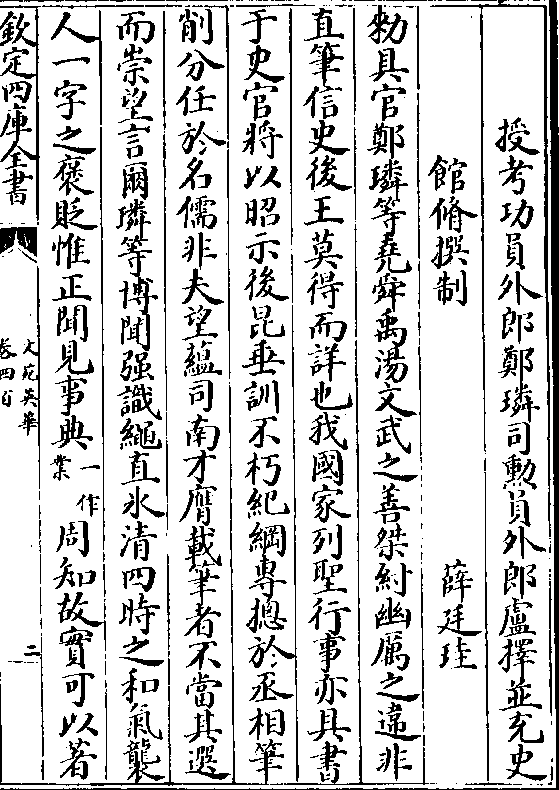 授考功員外郎鄭璘司勲員外郎盧擇並充史
館脩撰制
薛廷珪
勑具官鄭璘等堯舜禹湯文武之善桀紂幽厲之違非
直筆信史後王莫得而詳也我國家列聖行事亦具書
于史官將以昭示後昆垂訓不朽紀綱專摠於丞相筆
削分任於名儒非夫望藴司南才膺載筆者不當其選
而崇望言爾璘等博聞强識繩直氷清四時之和氣襲
人一字之褒貶惟正聞見事典一作業周知故實可以著
欽定四庫全書
文苑英華
卷四百
二